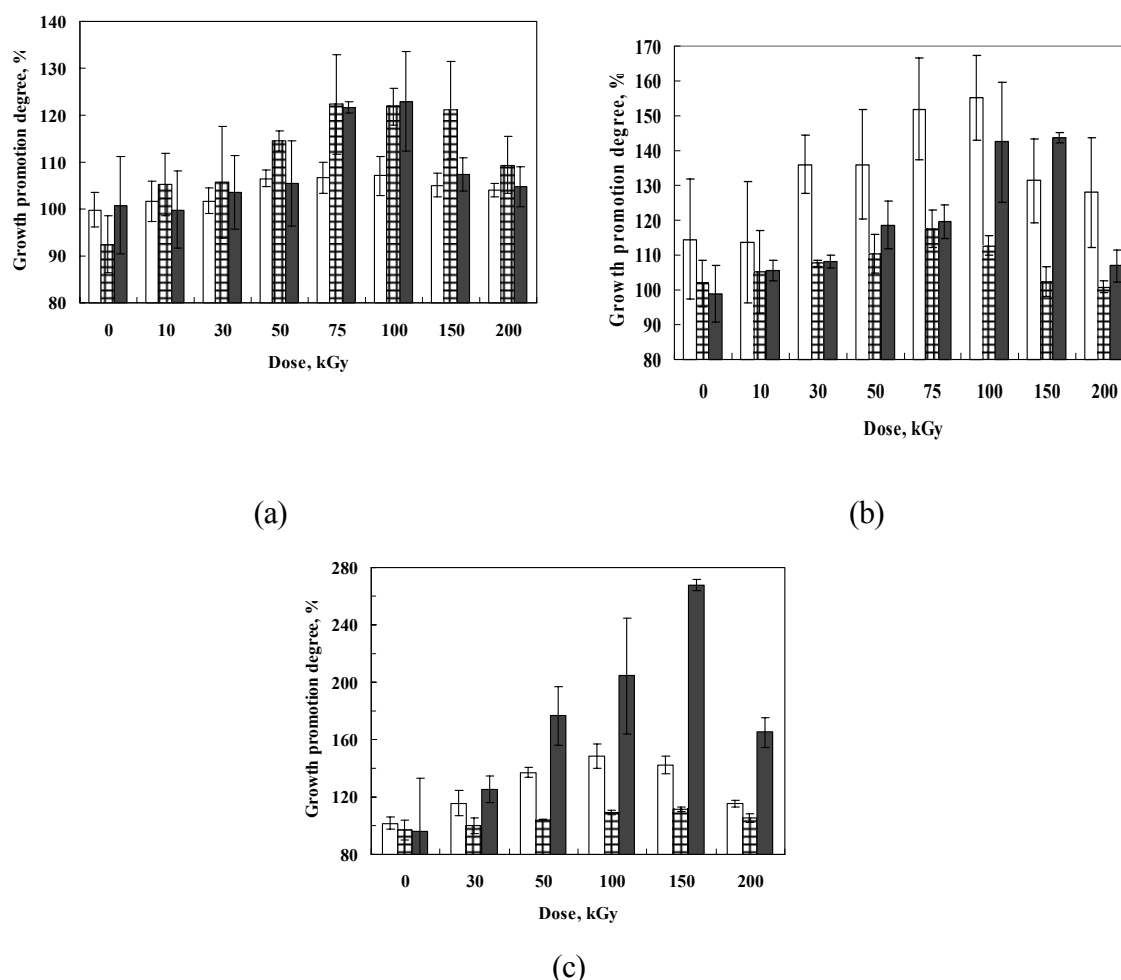 Growth promotion degree, %
140
130
120
110
100
90
80
0 10 30 50 75 100 150 200
Dose, kGy
(a)
Growth promotion degree, %
170
160
150
140
130
120
110
100
90
80
0 10 30 50 75 100 150 200
Dose, kGy
(b)
Growth promotion degree, %
280
240
200
160
120
80
0 30 50 100 150 200
Dose, kGy
(c)